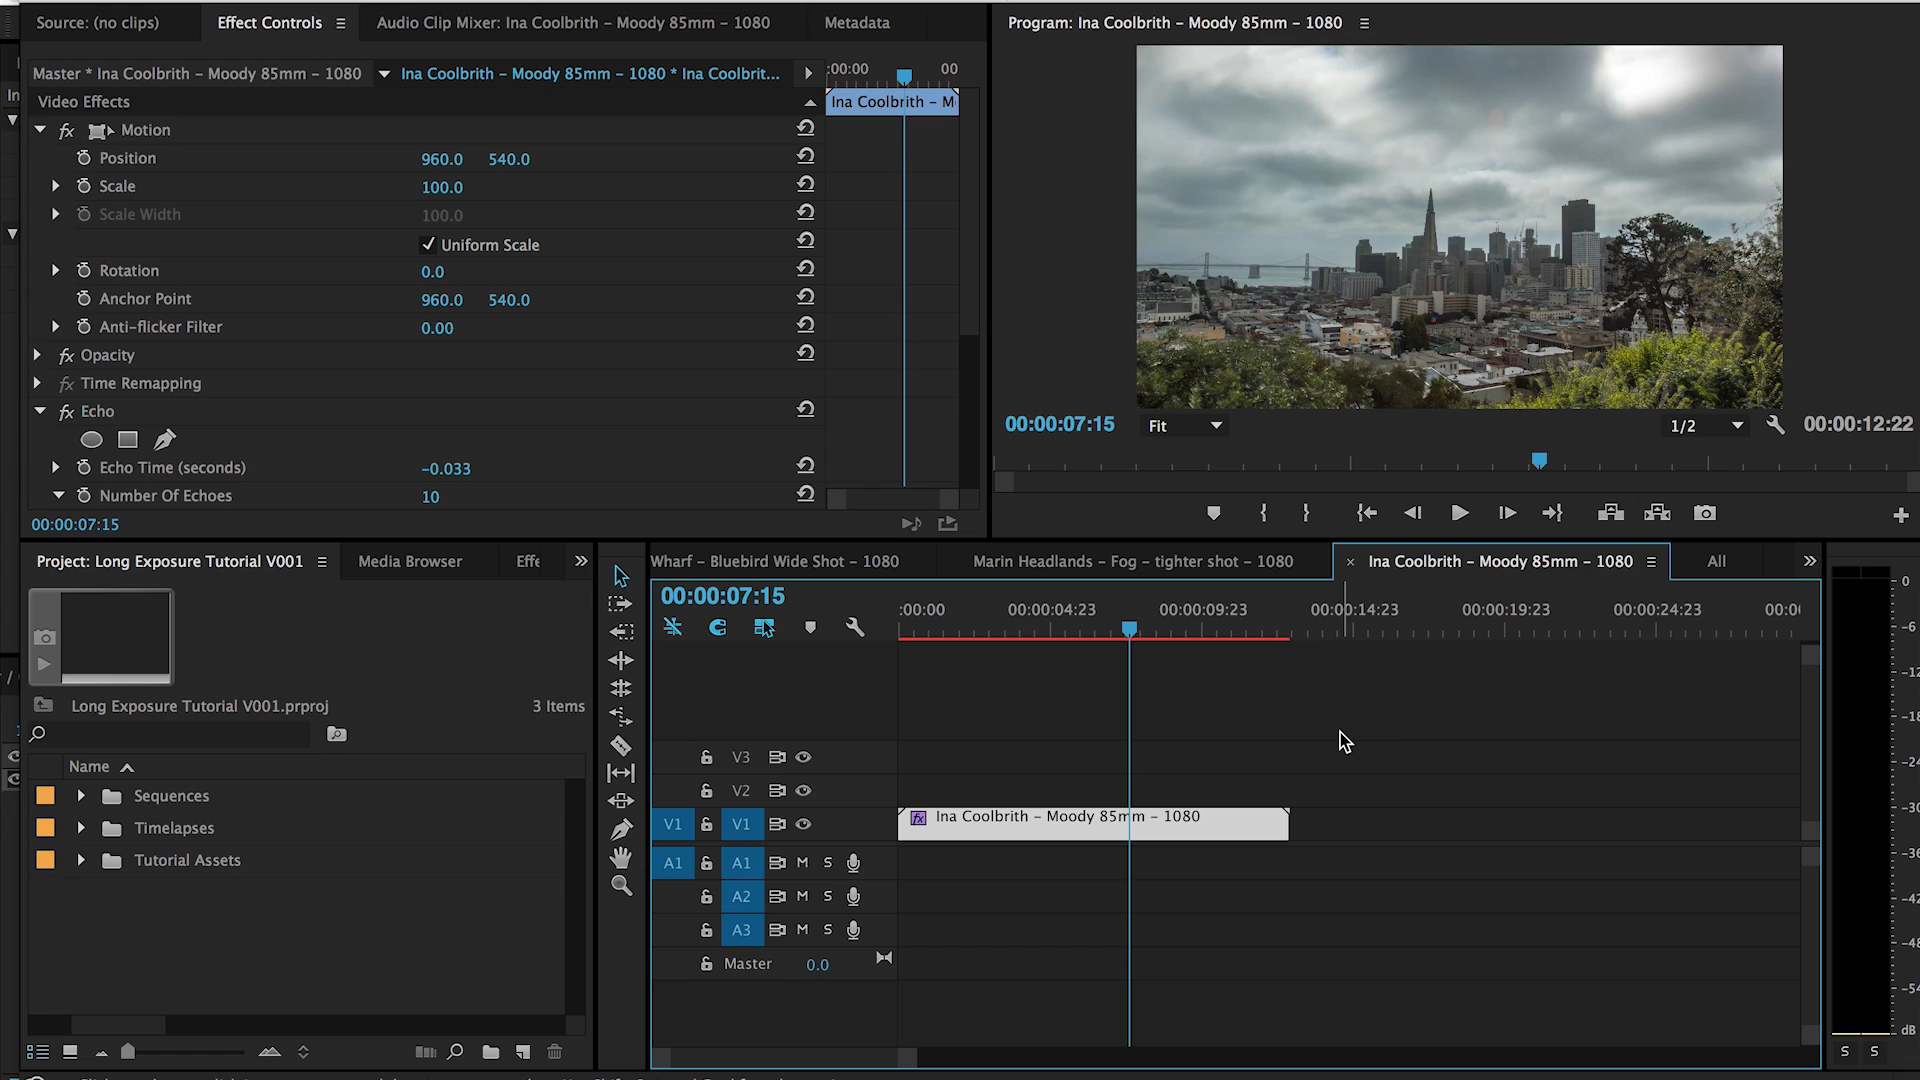 Source: (no clips)
Effect Controls
Audio Clip Mixer: Ina Coolbrith – Moody 85mm – 1080
Metadata
Master * Ina Coolbrith – Moody 85mm – 1080
Ina Coolbrith – Moody 85mm – 1080 * Ina Coolbrit...
:00:00
00
Video Effects
Ina Coolbrith – M
fx Motion
Position 960.0 540.0
Scale 100.0
Scale Width 100.0
Uniform Scale
Rotation 0.0
Anchor Point 960.0 540.0
Anti-flicker Filter 0.00
fx Opacity
fx Time Remapping
fx Echo
Echo Time (seconds) –0.033
Number Of Echoes 10
00:00:07:15
Program: Ina Coolbrith – Moody 85mm – 1080
00:00:07:15
Fit
1/2
00:00:12:22
Project: Long Exposure Tutorial V001
Media Browser
Effe
Long Exposure Tutorial V001.prproj
3 Items
Name
Sequences
Timelapses
Tutorial Assets
Wharf – Bluebird Wide Shot – 1080
Marin Headlands – Fog – tighter shot – 1080
× Ina Coolbrith – Moody 85mm – 1080
All
00:00:07:15
:00:00
00:00:04:23
00:00:09:23
00:00:14:23
00:00:19:23
00:00:24:23
00:0
V3
V2
V1 V1
fx Ina Coolbrith – Moody 85mm – 1080
A1 A1 M S
A2 M S
A3 M S
Master 0.0
0
-6
-12
-18
-24
-30
-36
-42
-48
-54
dB
S S